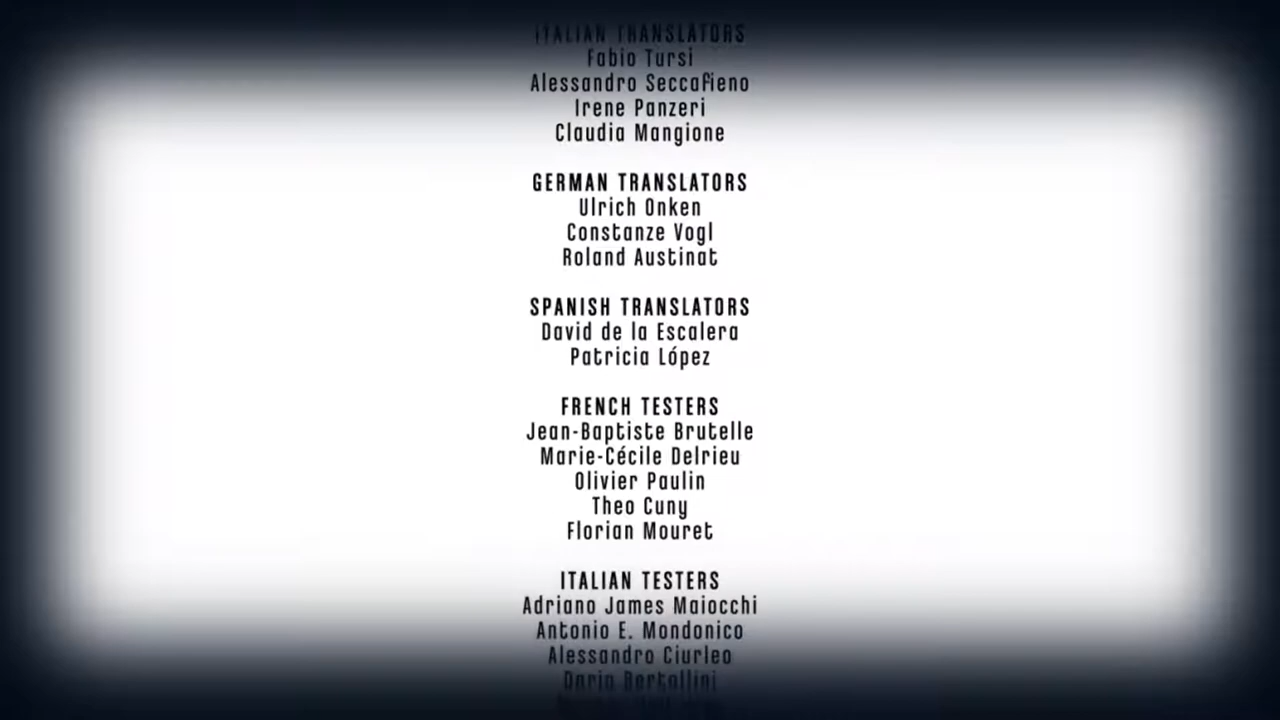 ITALIAN TRANSLATORS
Fabio Tursi
Alessandro Seccafieno
Irene Panzeri
Claudia Mangione
GERMAN TRANSLATORS
Ulrich Onken
Constanze Vogl
Roland Austinat
SPANISH TRANSLATORS
David de la Escalera
Patricia López
FRENCH TESTERS
Jean-Baptiste Brutelle
Marie-Cécile Delrieu
Olivier Paulin
Theo Cuny
Florian Mouret
ITALIAN TESTERS
Adriano James Maiocchi
Antonio E. Mondonico
Alessandro Ciurleo
Dario Bertallini